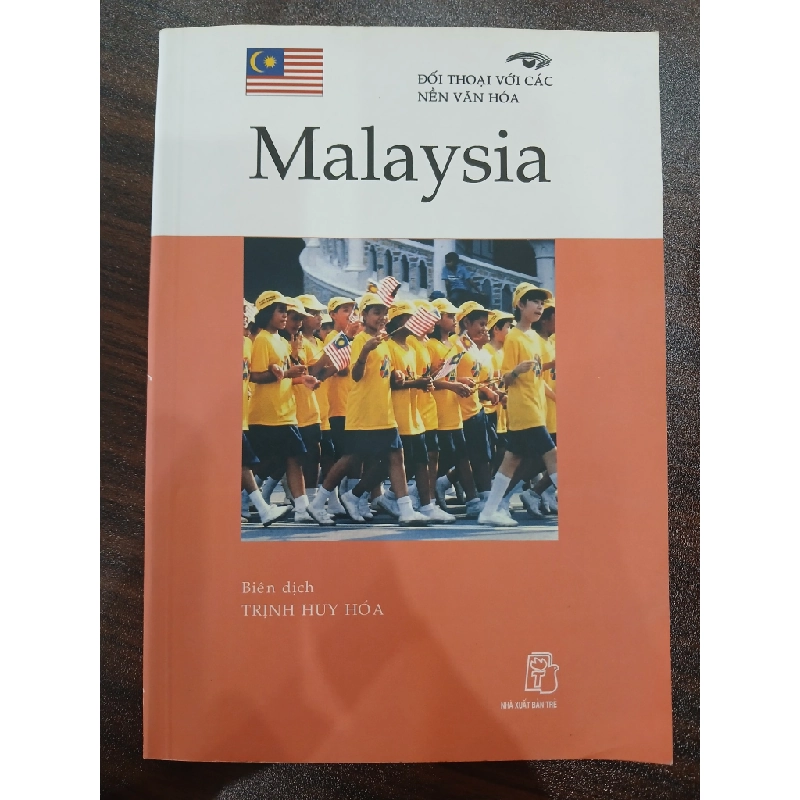 ĐỐI THOẠI VỚI CÁC
NỀN VĂN HÓA
Malaysia
Biên dịch
TRỊNH HUY HÓA
T
NHÀ XUẤT BẢN TRẺ